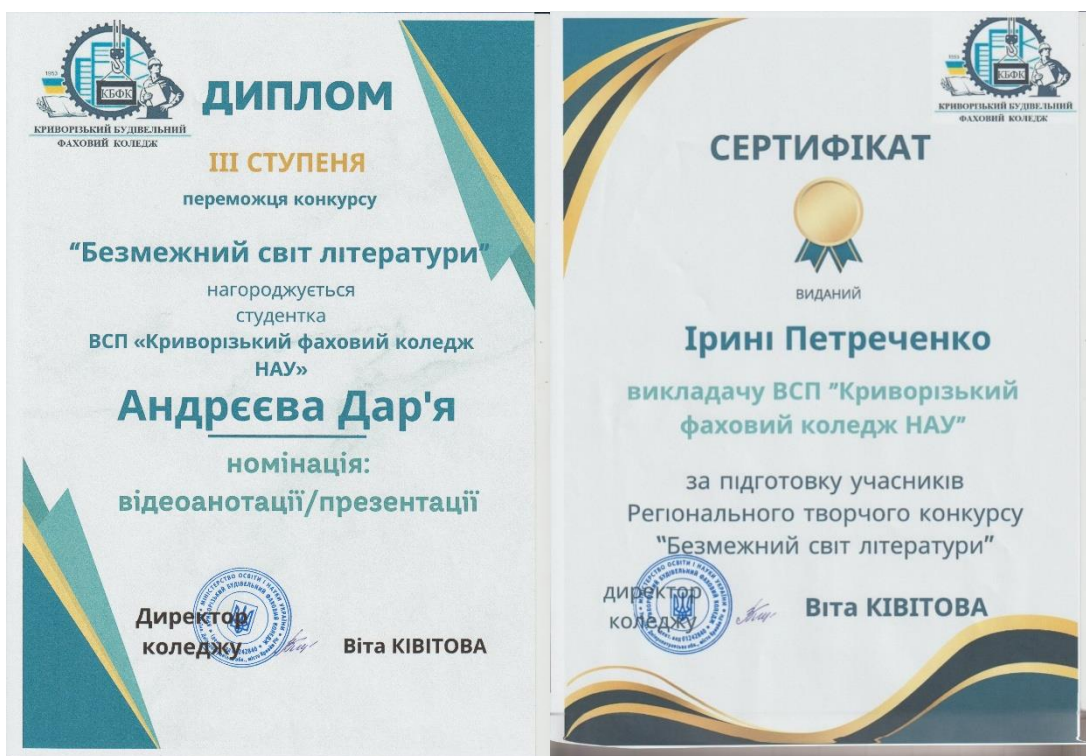 1953
КБФК
КРИВОРІЗЬКИЙ БУДІВЕЛЬНИЙ
ФАХОВИЙ КОЛЕДЖ
ДИПЛОМ
ІІІ СТУПЕНЯ
переможця конкурсу
“Безмежний світ літератури”
нагороджується
студентка
ВСП «Криворізький фаховий коледж
НАУ»
Андрєєва Дар'я
номінація:
відеоанотації/презентації
Директор
коледжу
Віта КІВІТОВА
КБФК
КРИВОРІЗЬКИЙ БУДІВЕЛЬНИЙ
ФАХОВИЙ КОЛЕДЖ
СЕРТИФІКАТ
ВИДАНИЙ
Ірині Петреченко
викладачу ВСП "Криворізький
фаховий коледж НАУ"
за підготовку учасників
Регіонального творчого конкурсу
"Безмежний світ літератури"
директор
коледжу
Віта КІВІТОВА